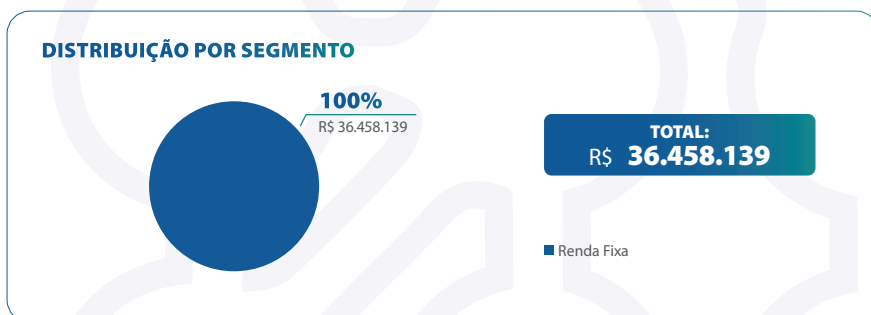 DISTRIBUIÇÃO POR SEGMENTO
100%
R$ 36.458.139
TOTAL:
R$ 36.458.139
Renda Fixa